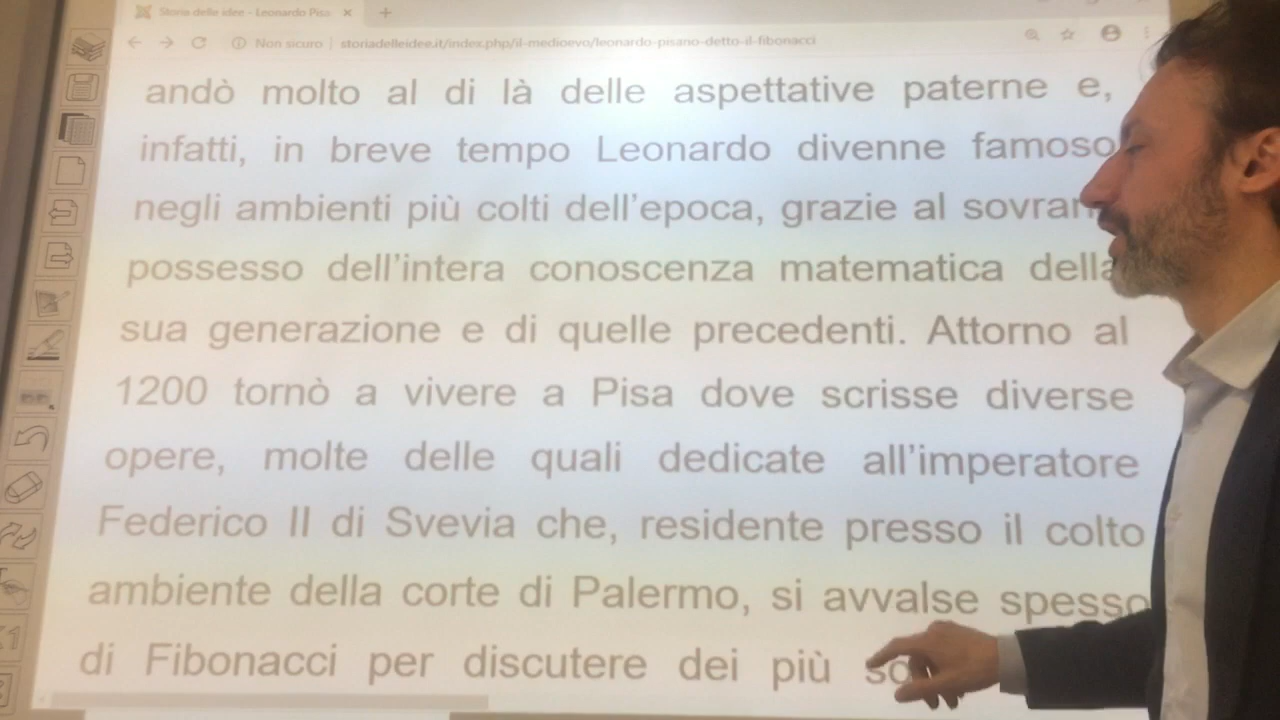 Storia delle idee - Leonardo Pisa
Non sicuro | storiadelleidee.it/index.php/il-medioevo/leonardo-pisano-detto-il-fibonacci
andò molto al di là delle aspettative paterne e,
infatti, in breve tempo Leonardo divenne famoso
negli ambienti più colti dell'epoca, grazie al sovran
possesso dell'intera conoscenza matematica della
sua generazione e di quelle precedenti. Attorno al
1200 tornò a vivere a Pisa dove scrisse diverse
opere, molte delle quali dedicate all'imperatore
Federico II di Svevia che, residente presso il colto
ambiente della corte di Palermo, si avvalse spesso
di Fibonacci per discutere dei più so